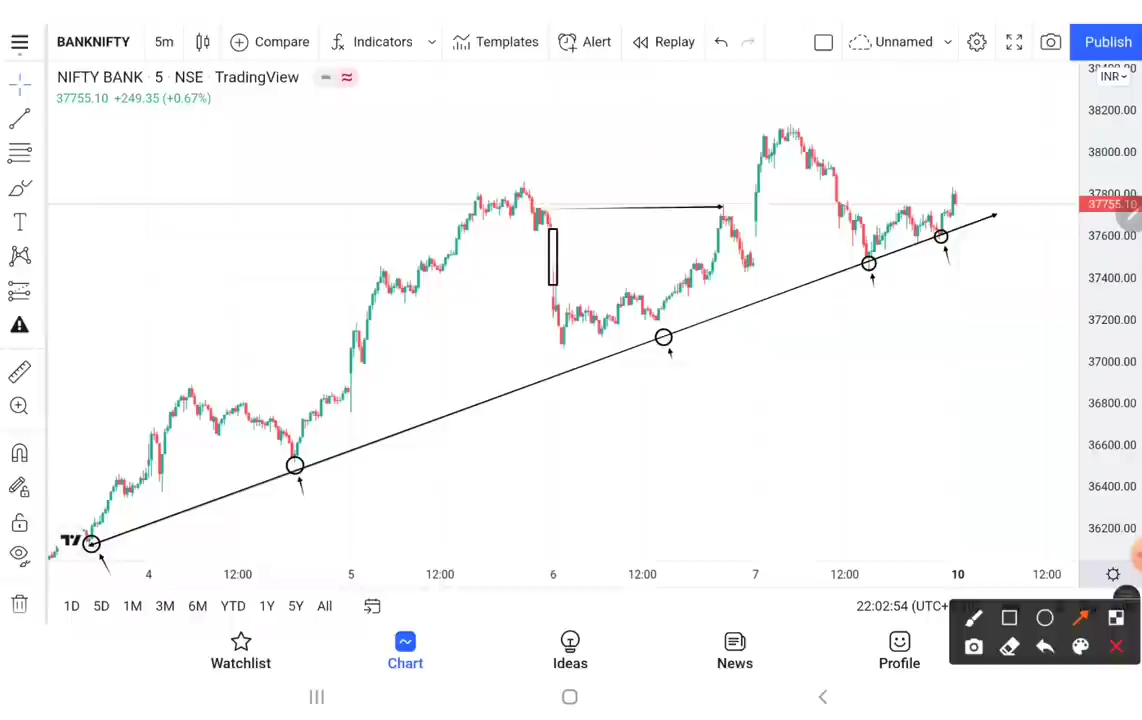 BANKNIFTY 5m Compare Indicators Templates Alert Replay Unnamed Publish
NIFTY BANK · 5 · NSE · TradingView
37755.10 +249.35 (+0.67%)
38400.00
INR
38200.00
38000.00
37800.00
37755.10
37600.00
37400.00
37200.00
37000.00
36800.00
36600.00
36400.00
36200.00
4 12:00 5 12:00 6 12:00 7 12:00 10 12:00
1D 5D 1M 3M 6M YTD 1Y 5Y All
22:02:54 (UTC+
Watchlist Chart Ideas News Profile